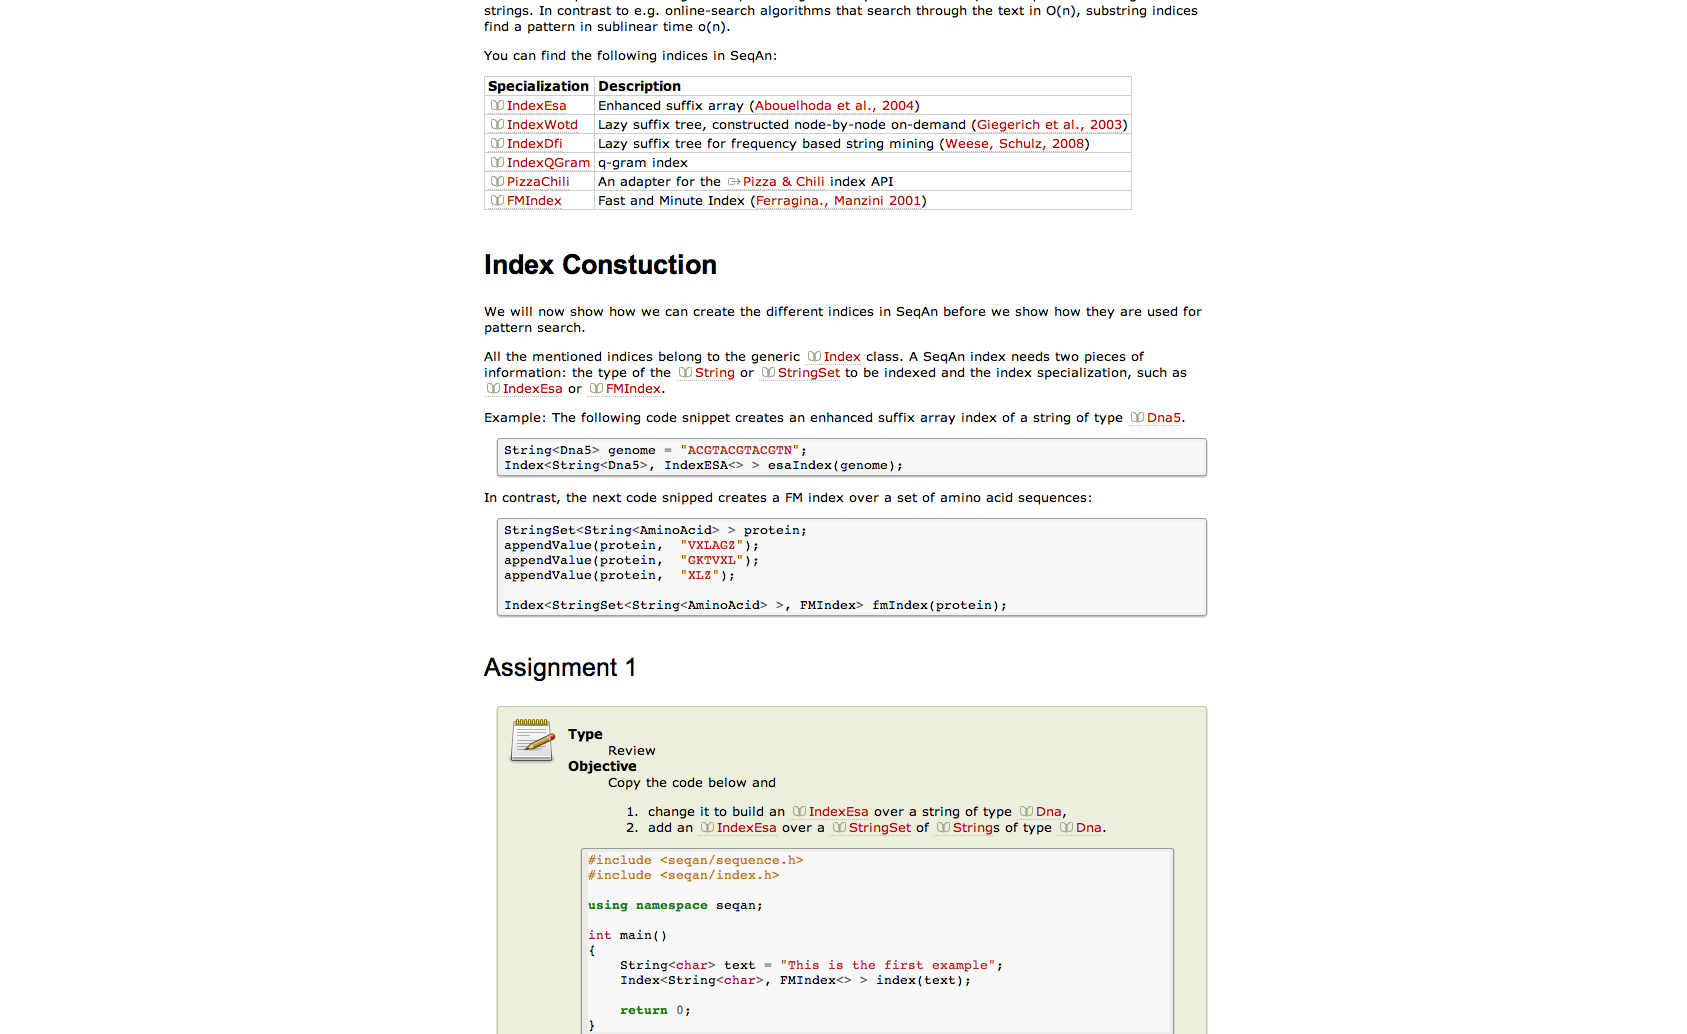 strings. In contrast to e.g. online-search algorithms that search through the text in O(n), substring indices
find a pattern in sublinear time o(n).
You can find the following indices in SeqAn:
Specialization Description
IndexEsa Enhanced suffix array (Abouelhoda et al., 2004)
IndexWotd Lazy suffix tree, constructed node-by-node on-demand (Giegerich et al., 2003)
IndexDfi Lazy suffix tree for frequency based string mining (Weese, Schulz, 2008)
IndexQGram q-gram index
PizzaChili An adapter for the Pizza & Chili index API
FMIndex Fast and Minute Index (Ferragina., Manzini 2001)
Index Constuction
We will now show how we can create the different indices in SeqAn before we show how they are used for
pattern search.
All the mentioned indices belong to the generic Index class. A SeqAn index needs two pieces of
information: the type of the String or StringSet to be indexed and the index specialization, such as
IndexEsa or FMIndex.
Example: The following code snippet creates an enhanced suffix array index of a string of type Dna5.
String<Dna5> genome = "ACGTACGTACGTN";
Index<String<Dna5>, IndexESA<> > esaIndex(genome);
In contrast, the next code snipped creates a FM index over a set of amino acid sequences:
StringSet<String<AminoAcid> > protein;
appendValue(protein, "VXLAGZ");
appendValue(protein, "GKTVXL");
appendValue(protein, "XLZ");
Index<StringSet<String<AminoAcid> >, FMIndex> fmIndex(protein);
Assignment 1
Type
Review
Objective
Copy the code below and
1. change it to build an IndexEsa over a string of type Dna,
2. add an IndexEsa over a StringSet of Strings of type Dna.
#include <seqan/sequence.h>
#include <seqan/index.h>
using namespace seqan;
int main()
{
String<char> text = "This is the first example";
Index<String<char>, FMIndex<> > index(text);
return 0;
}